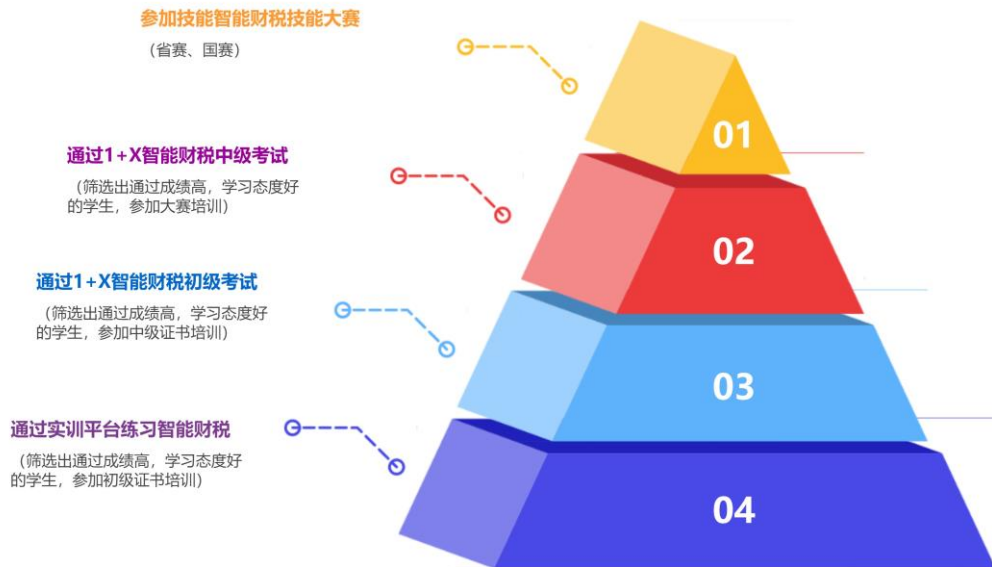 参加技能智能财税技能大赛
（省赛、国赛）
01
通过1+X智能财税中级考试
（筛选出通过成绩高，学习态度好
的学生，参加大赛培训）
02
通过1+X智能财税初级考试
（筛选出通过成绩高，学习态度好
的学生，参加中级证书培训）
03
通过实训平台练习智能财税
（筛选出通过成绩高，学习态度好
的学生，参加初级证书培训）
04